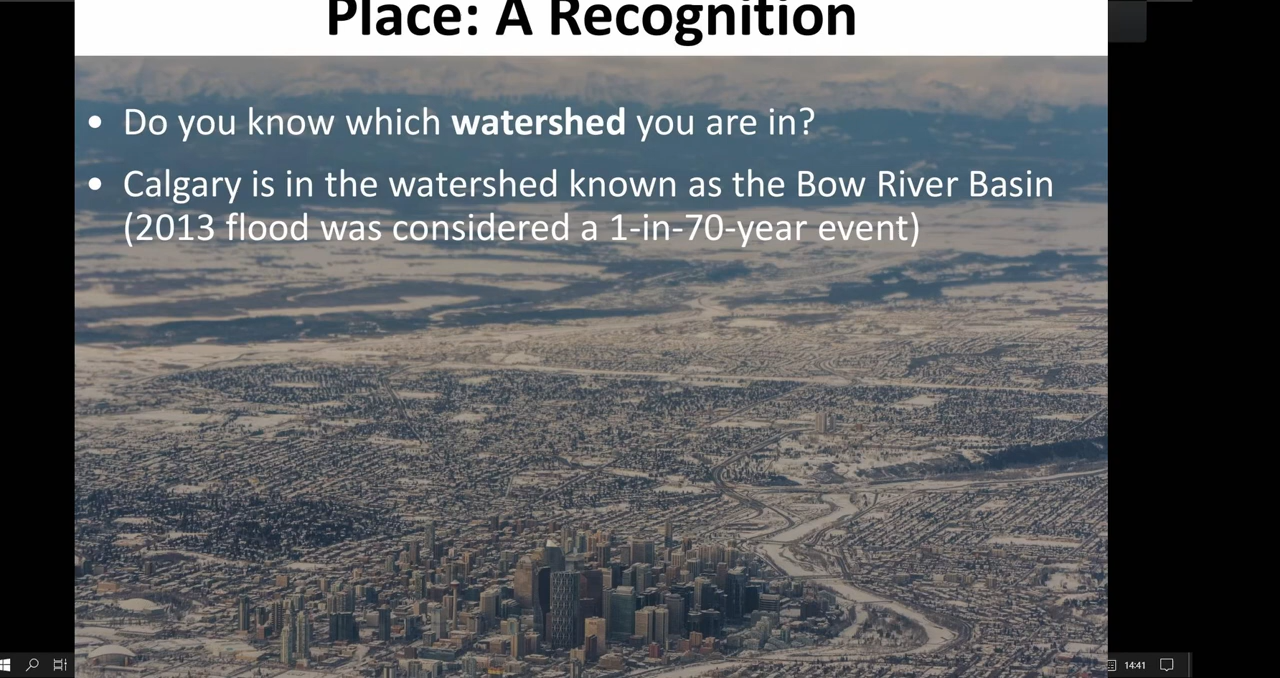 Place: A Recognition
• Do you know which watershed you are in?
• Calgary is in the watershed known as the Bow River Basin
(2013 flood was considered a 1-in-70-year event)
14:41